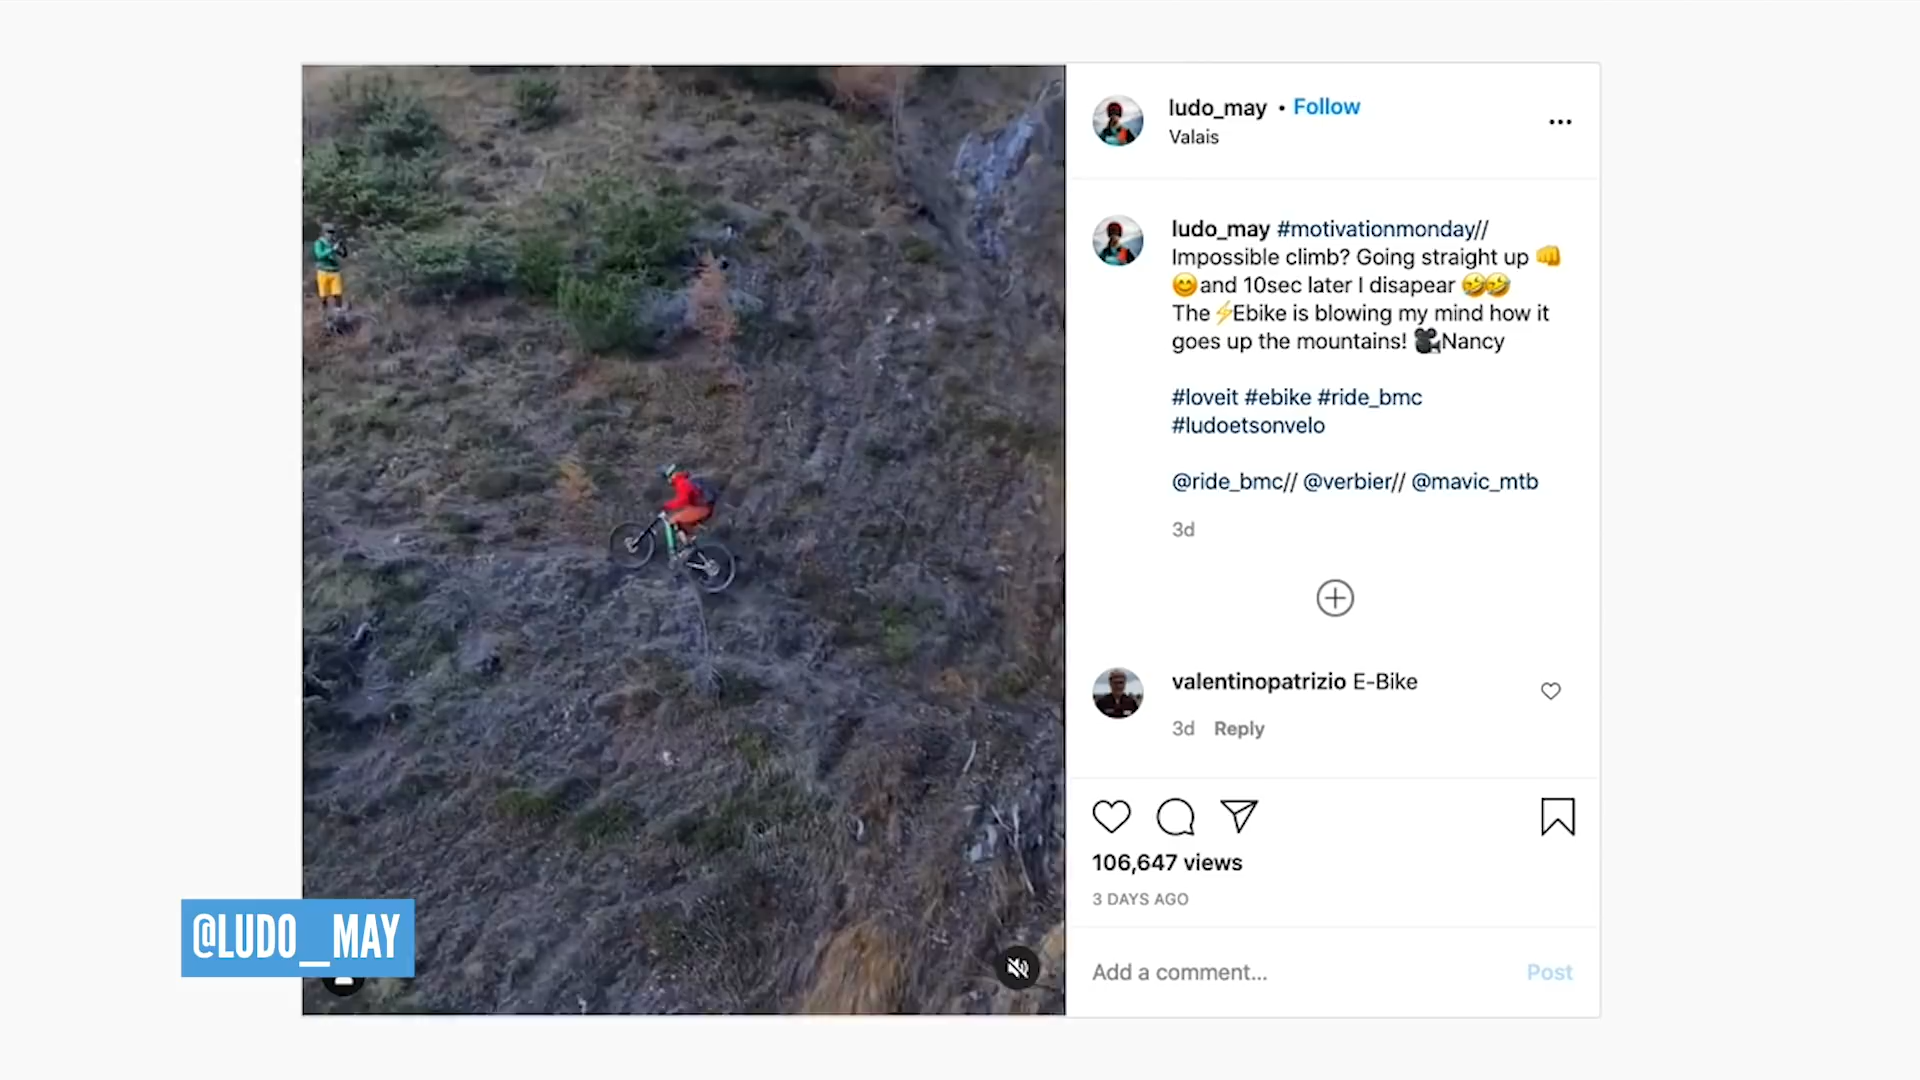 ludo_may • Follow
Valais
ludo_may #motivationmonday//
Impossible climb? Going straight up 👊
😊and 10sec later I disapear 🤣🤣
The ⚡Ebike is blowing my mind how it
goes up the mountains! 🎥Nancy
#loveit #ebike #ride_bmc
#ludoetsonvelo
@ride_bmc// @verbier// @mavic_mtb
3d
valentinopatrizio E-Bike
3d Reply
106,647 views
3 DAYS AGO
Add a comment... Post
@LUDO_MAY